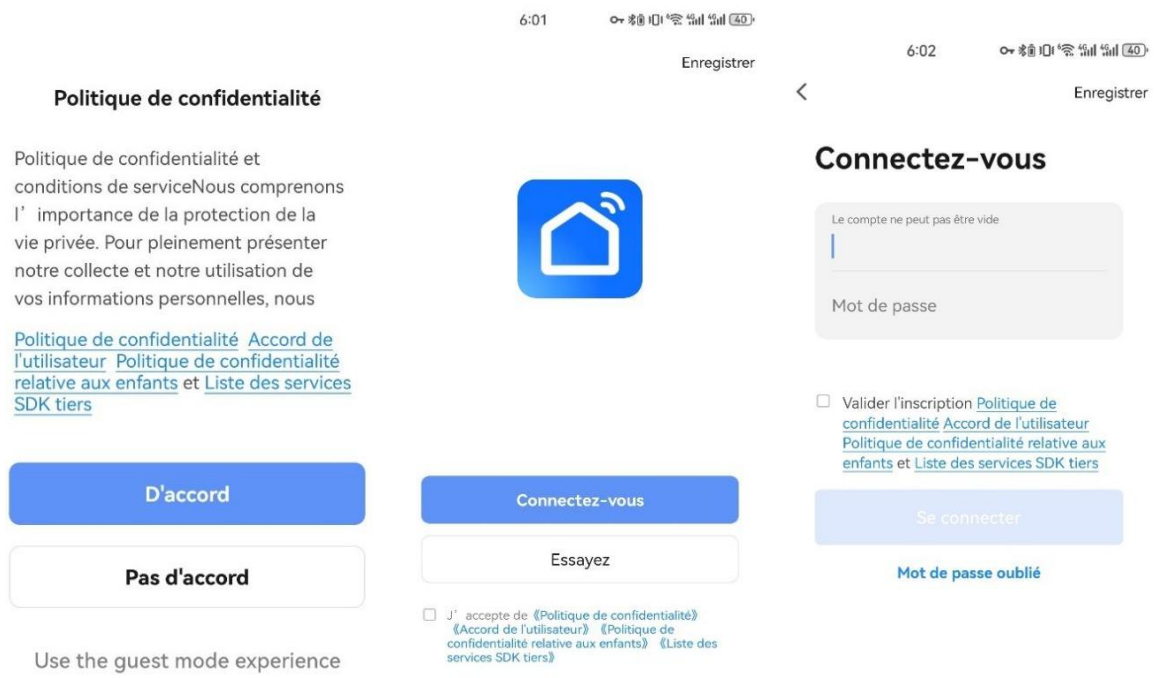 Politique de confidentialité
Politique de confidentialité et
conditions de serviceNous comprenons
l’ importance de la protection de la
vie privée. Pour pleinement présenter
notre collecte et notre utilisation de
vos informations personnelles, nous
Politique de confidentialité Accord de
l'utilisateur Politique de confidentialité
relative aux enfants et Liste des services
SDK tiers
D'accord
Pas d'accord
Use the guest mode experience
6:01
40
Enregistrer
Connectez-vous
Essayez
J’ accepte de 《Politique de confidentialité》
《Accord de l'utilisateur》 《Politique de
confidentialité relative aux enfants》 《Liste des
services SDK tiers》
6:02
40
Enregistrer
Connectez-vous
Le compte ne peut pas être vide
Mot de passe
Valider l'inscription Politique de
confidentialité Accord de l'utilisateur
Politique de confidentialité relative aux
enfants et Liste des services SDK tiers
Se connecter
Mot de passe oublié